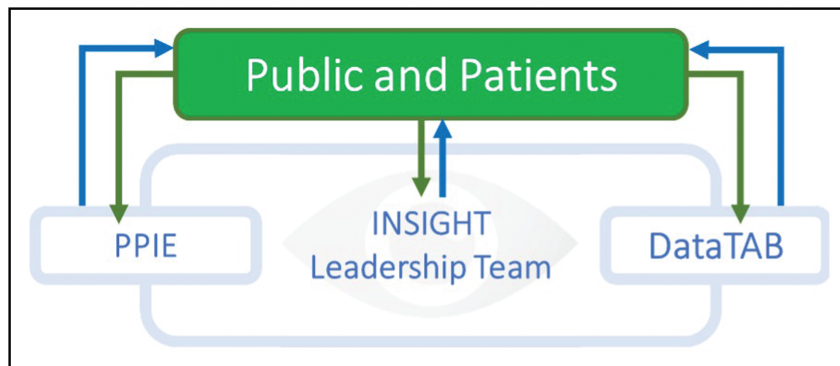 Public and Patients
PPIE
INSIGHT
Leadership Team
DataTAB